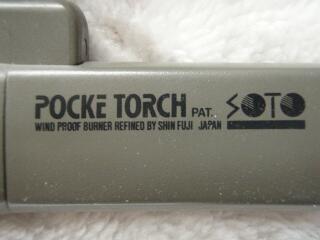 POCKE TORCH PAT. SOTO
WIND PROOF BURNER REFINED BY SHIN FUJI JAPAN